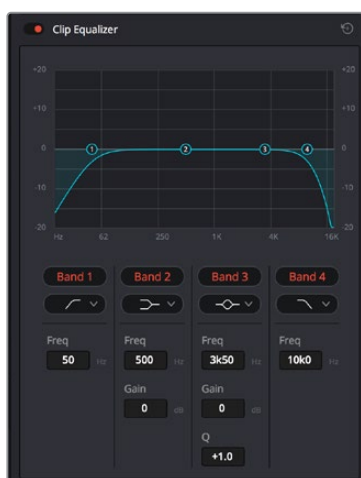 Clip Equalizer
+20 +20
+10 +10
0 0
1 2 3 4
-10 -10
-20 -20
Hz 62 250 1K 4K 16K
Band 1 Band 2 Band 3 Band 4
Freq Freq Freq Freq
50 Hz 500 Hz 3k50 Hz 10k0 Hz
Gain Gain
0 dB 0 dB
Q
+1.0